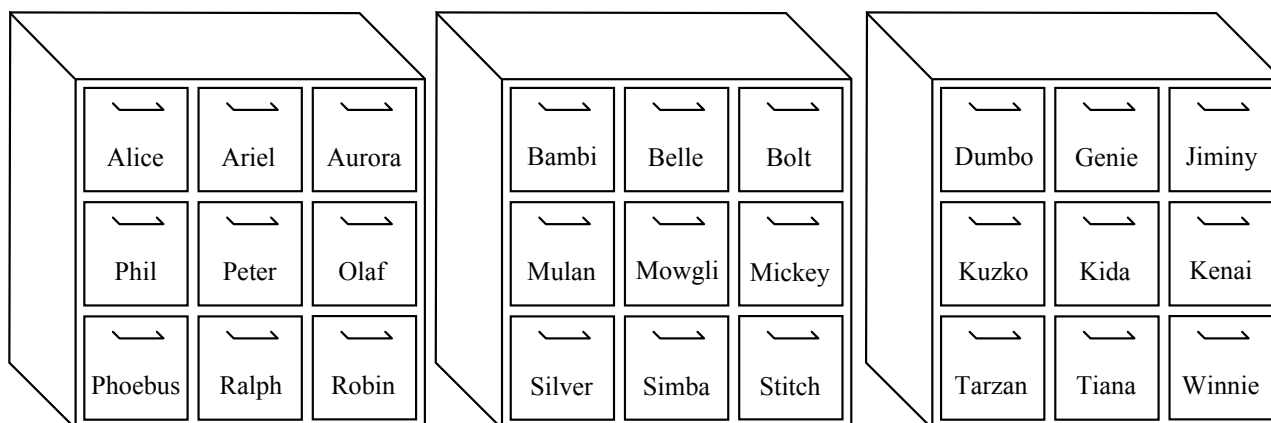 Alice Ariel Aurora
Phil Peter Olaf
Phoebus Ralph Robin
Bambi Belle Bolt
Mulan Mowgli Mickey
Silver Simba Stitch
Dumbo Genie Jiminy
Kuzko Kida Kenai
Tarzan Tiana Winnie